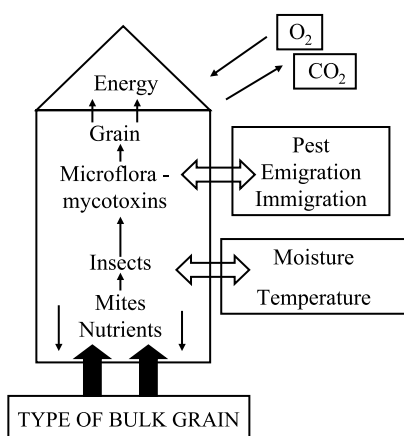 O₂
CO₂
Energy
Grain
Microflora -
mycotoxins
Pest
Emigration
Immigration
Insects
Moisture
Temperature
Mites
Nutrients
TYPE OF BULK GRAIN